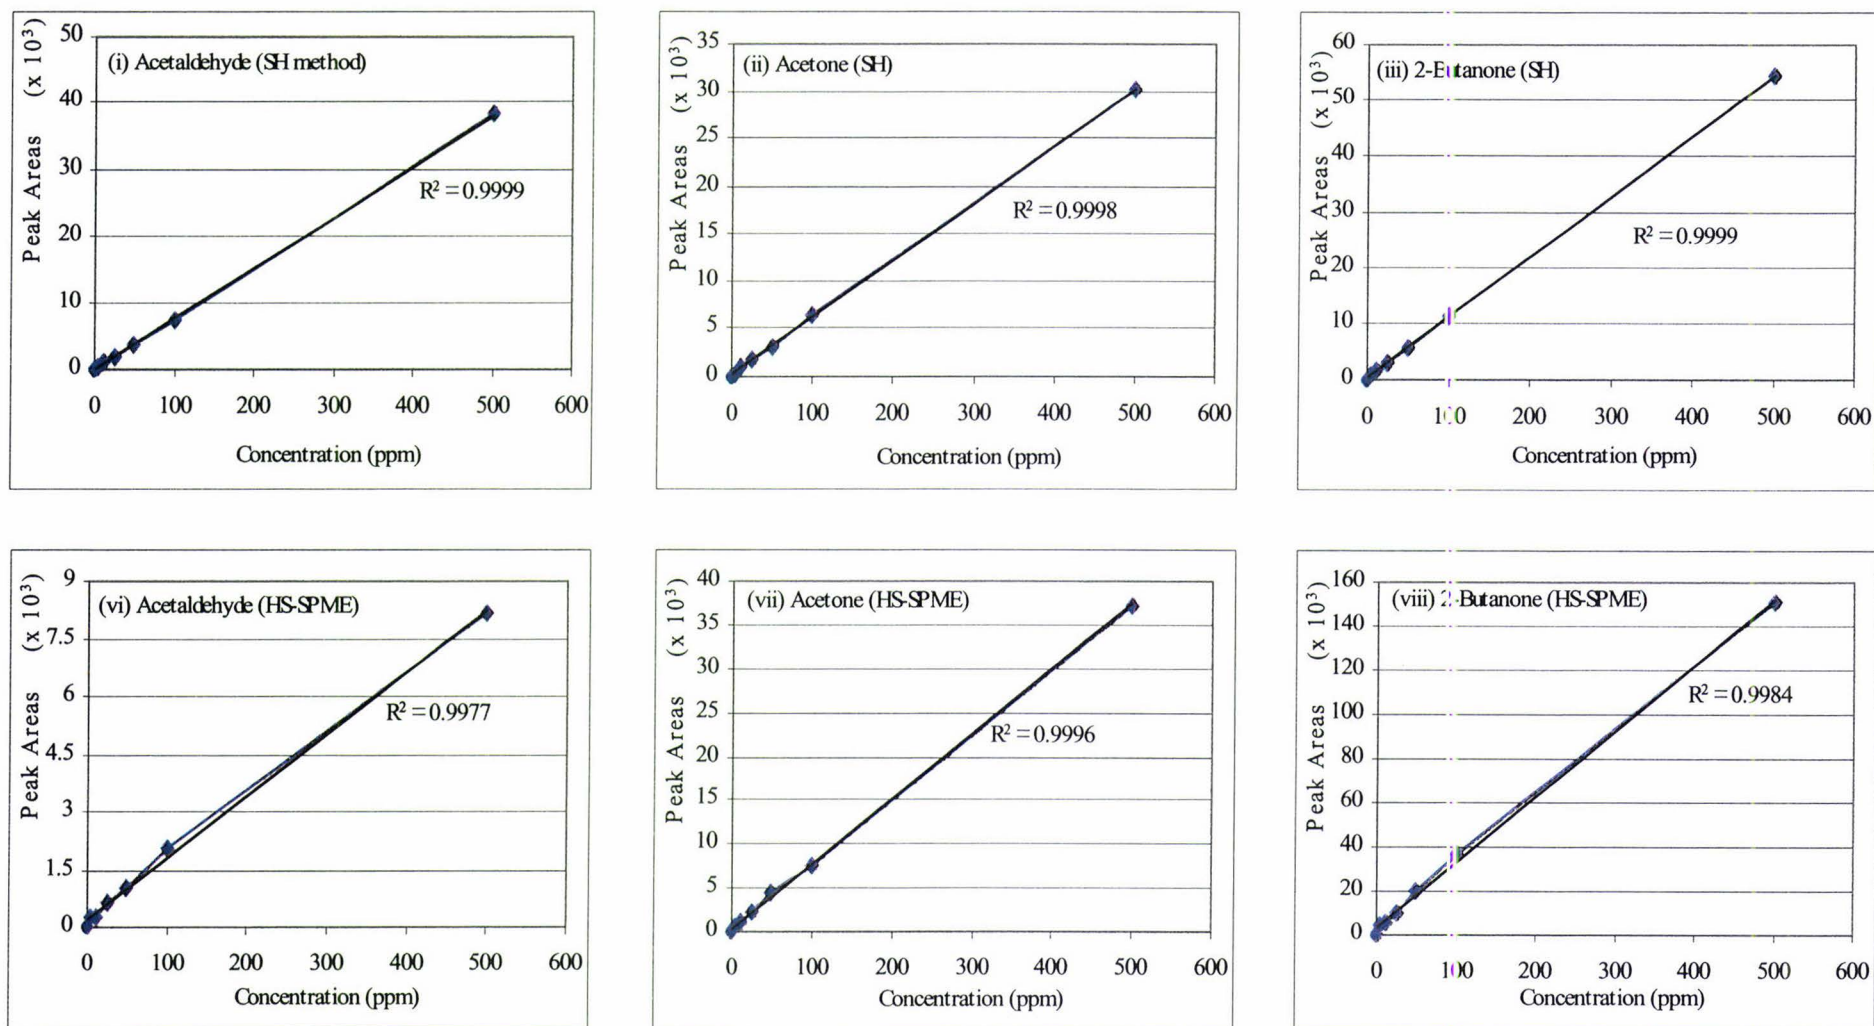 (i) Acetaldehyde (SH method)
Peak Areas (x 10³)
50
40
30
20
10
0
R² = 0.9999
0 100 200 300 400 500 600
Concentration (ppm)
(ii) Acetone (SH)
Peak Areas (x 10³)
35
30
25
20
15
10
5
0
R² = 0.9998
0 100 200 300 400 500 600
Concentration (ppm)
(iii) 2-Butanone (SH)
Peak Areas (x 10³)
60
50
40
30
20
10
0
R² = 0.9999
0 100 200 300 400 500 600
Concentration (ppm)
(vi) Acetaldehyde (HS-SPME)
Peak Areas (x 10³)
9
7.5
6
4.5
3
1.5
0
R² = 0.9977
0 100 200 300 400 500 600
Concentration (ppm)
(vii) Acetone (HS-SPME)
Peak Areas (x 10³)
40
35
30
25
20
15
10
5
0
R² = 0.9996
0 100 200 300 400 500 600
Concentration (ppm)
(viii) 2-Butanone (HS-SPME)
Peak Areas (x 10³)
160
140
120
100
80
60
40
20
0
R² = 0.9984
0 100 200 300 400 500 600
Concentration (ppm)